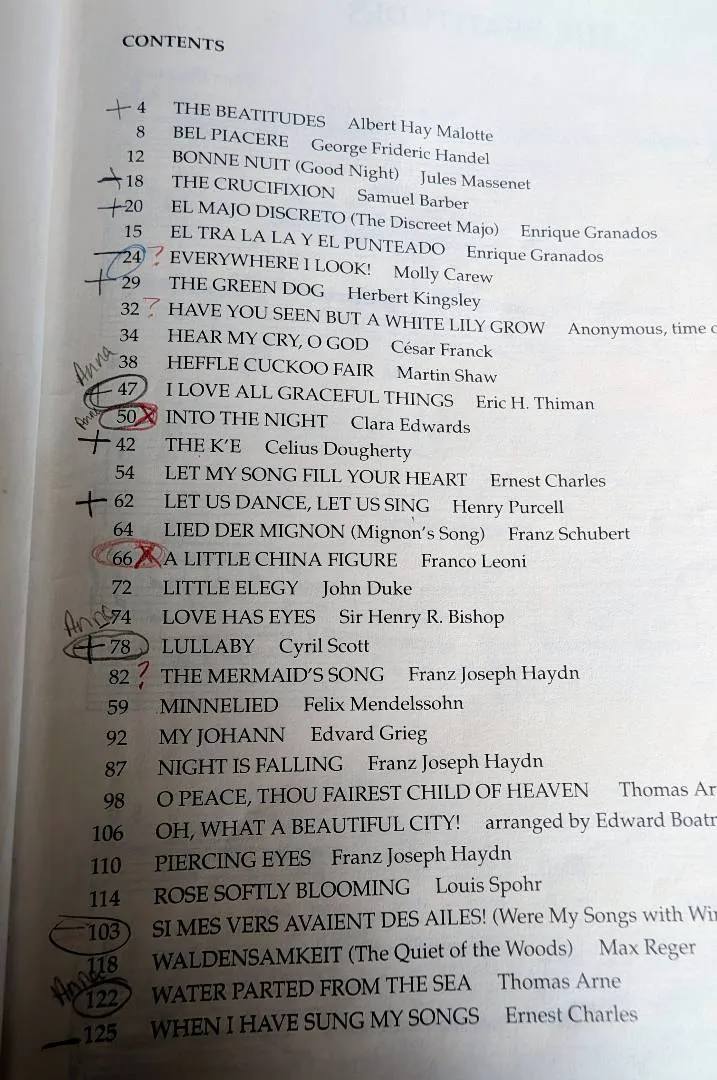 CONTENTS
+ 4 THE BEATITUDES Albert Hay Malotte
8 BEL PIACERE George Frideric Handel
12 BONNE NUIT (Good Night) Jules Massenet
+ 18 THE CRUCIFIXION Samuel Barber
+ 20 EL MAJO DISCRETO (The Discreet Majo) Enrique Granados
15 EL TRA LA LA Y EL PUNTEADO Enrique Granados
24 ? EVERYWHERE I LOOK! Molly Carew
+ 29 THE GREEN DOG Herbert Kingsley
32 ? HAVE YOU SEEN BUT A WHITE LILY GROW Anonymous, time
34 HEAR MY CRY, O GOD César Franck
38 HEFFLE CUCKOO FAIR Martin Shaw
Anna + 47 I LOVE ALL GRACEFUL THINGS Eric H. Thiman
Anna 50 X INTO THE NIGHT Clara Edwards
+ 42 THE K'E Celius Dougherty
54 LET MY SONG FILL YOUR HEART Ernest Charles
+ 62 LET US DANCE, LET US SING Henry Purcell
64 LIED DER MIGNON (Mignon's Song) Franz Schubert
66 X A LITTLE CHINA FIGURE Franco Leoni
72 LITTLE ELEGY John Duke
74 LOVE HAS EYES Sir Henry R. Bishop
Anna + 78 LULLABY Cyril Scott
82 ? THE MERMAID'S SONG Franz Joseph Haydn
59 MINNELIED Felix Mendelssohn
92 MY JOHANN Edvard Grieg
87 NIGHT IS FALLING Franz Joseph Haydn
98 O PEACE, THOU FAIREST CHILD OF HEAVEN Thomas Ar
106 OH, WHAT A BEAUTIFUL CITY! arranged by Edward Boatr
110 PIERCING EYES Franz Joseph Haydn
114 ROSE SOFTLY BLOOMING Louis Spohr
103 SI MES VERS AVAIENT DES AILES! (Were My Songs with Win
118 WALDENSAMKEIT (The Quiet of the Woods) Max Reger
Anna 122 WATER PARTED FROM THE SEA Thomas Arne
125 WHEN I HAVE SUNG MY SONGS Ernest Charles